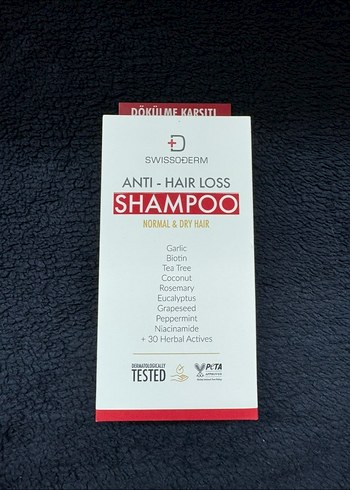 DÖKÜLME KARŞITI
SWISSODERM
ANTI - HAIR LOSS
SHAMPOO
NORMAL & DRY HAIR
Garlic
Biotin
Tea Tree
Coconut
Rosemary
Eucalyptus
Grapeseed
Peppermint
Niacinamide
+ 30 Herbal Actives
DERMATOLOGICALLY
TESTED
PeTA
APPROVED